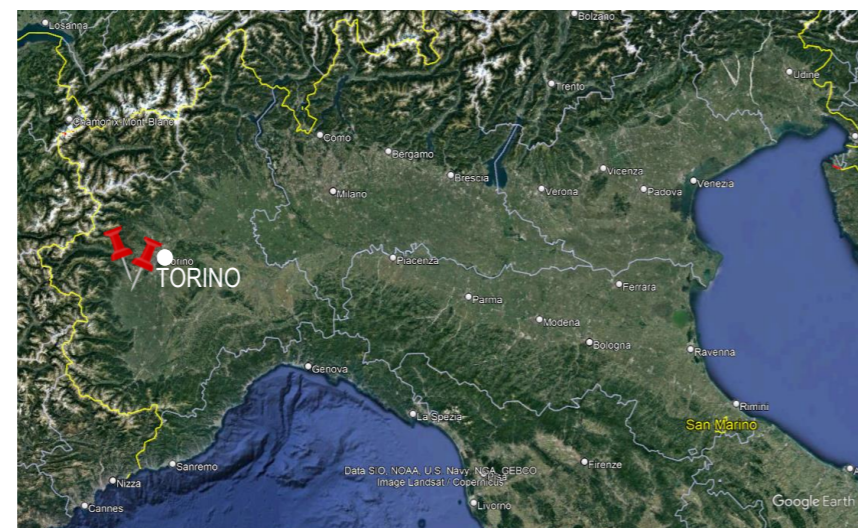 Losanna
Bolzano
Udine
Trento
Chamonix-Mont-Blanc
Como
Bergamo
Brescia
Vicenza
Milano
Verona
Padova
Venezia
TORINO
Piacenza
Parma
Ferrara
Modena
Bologna
Ravenna
Genova
Rimini
La Spezia
San Marino
Sanremo
Firenze
Data SIO, NOAA, U.S. Navy, NGA, GEBCO
Image Landsat / Copernicus
Nizza
Livorno
Google Earth
Cannes